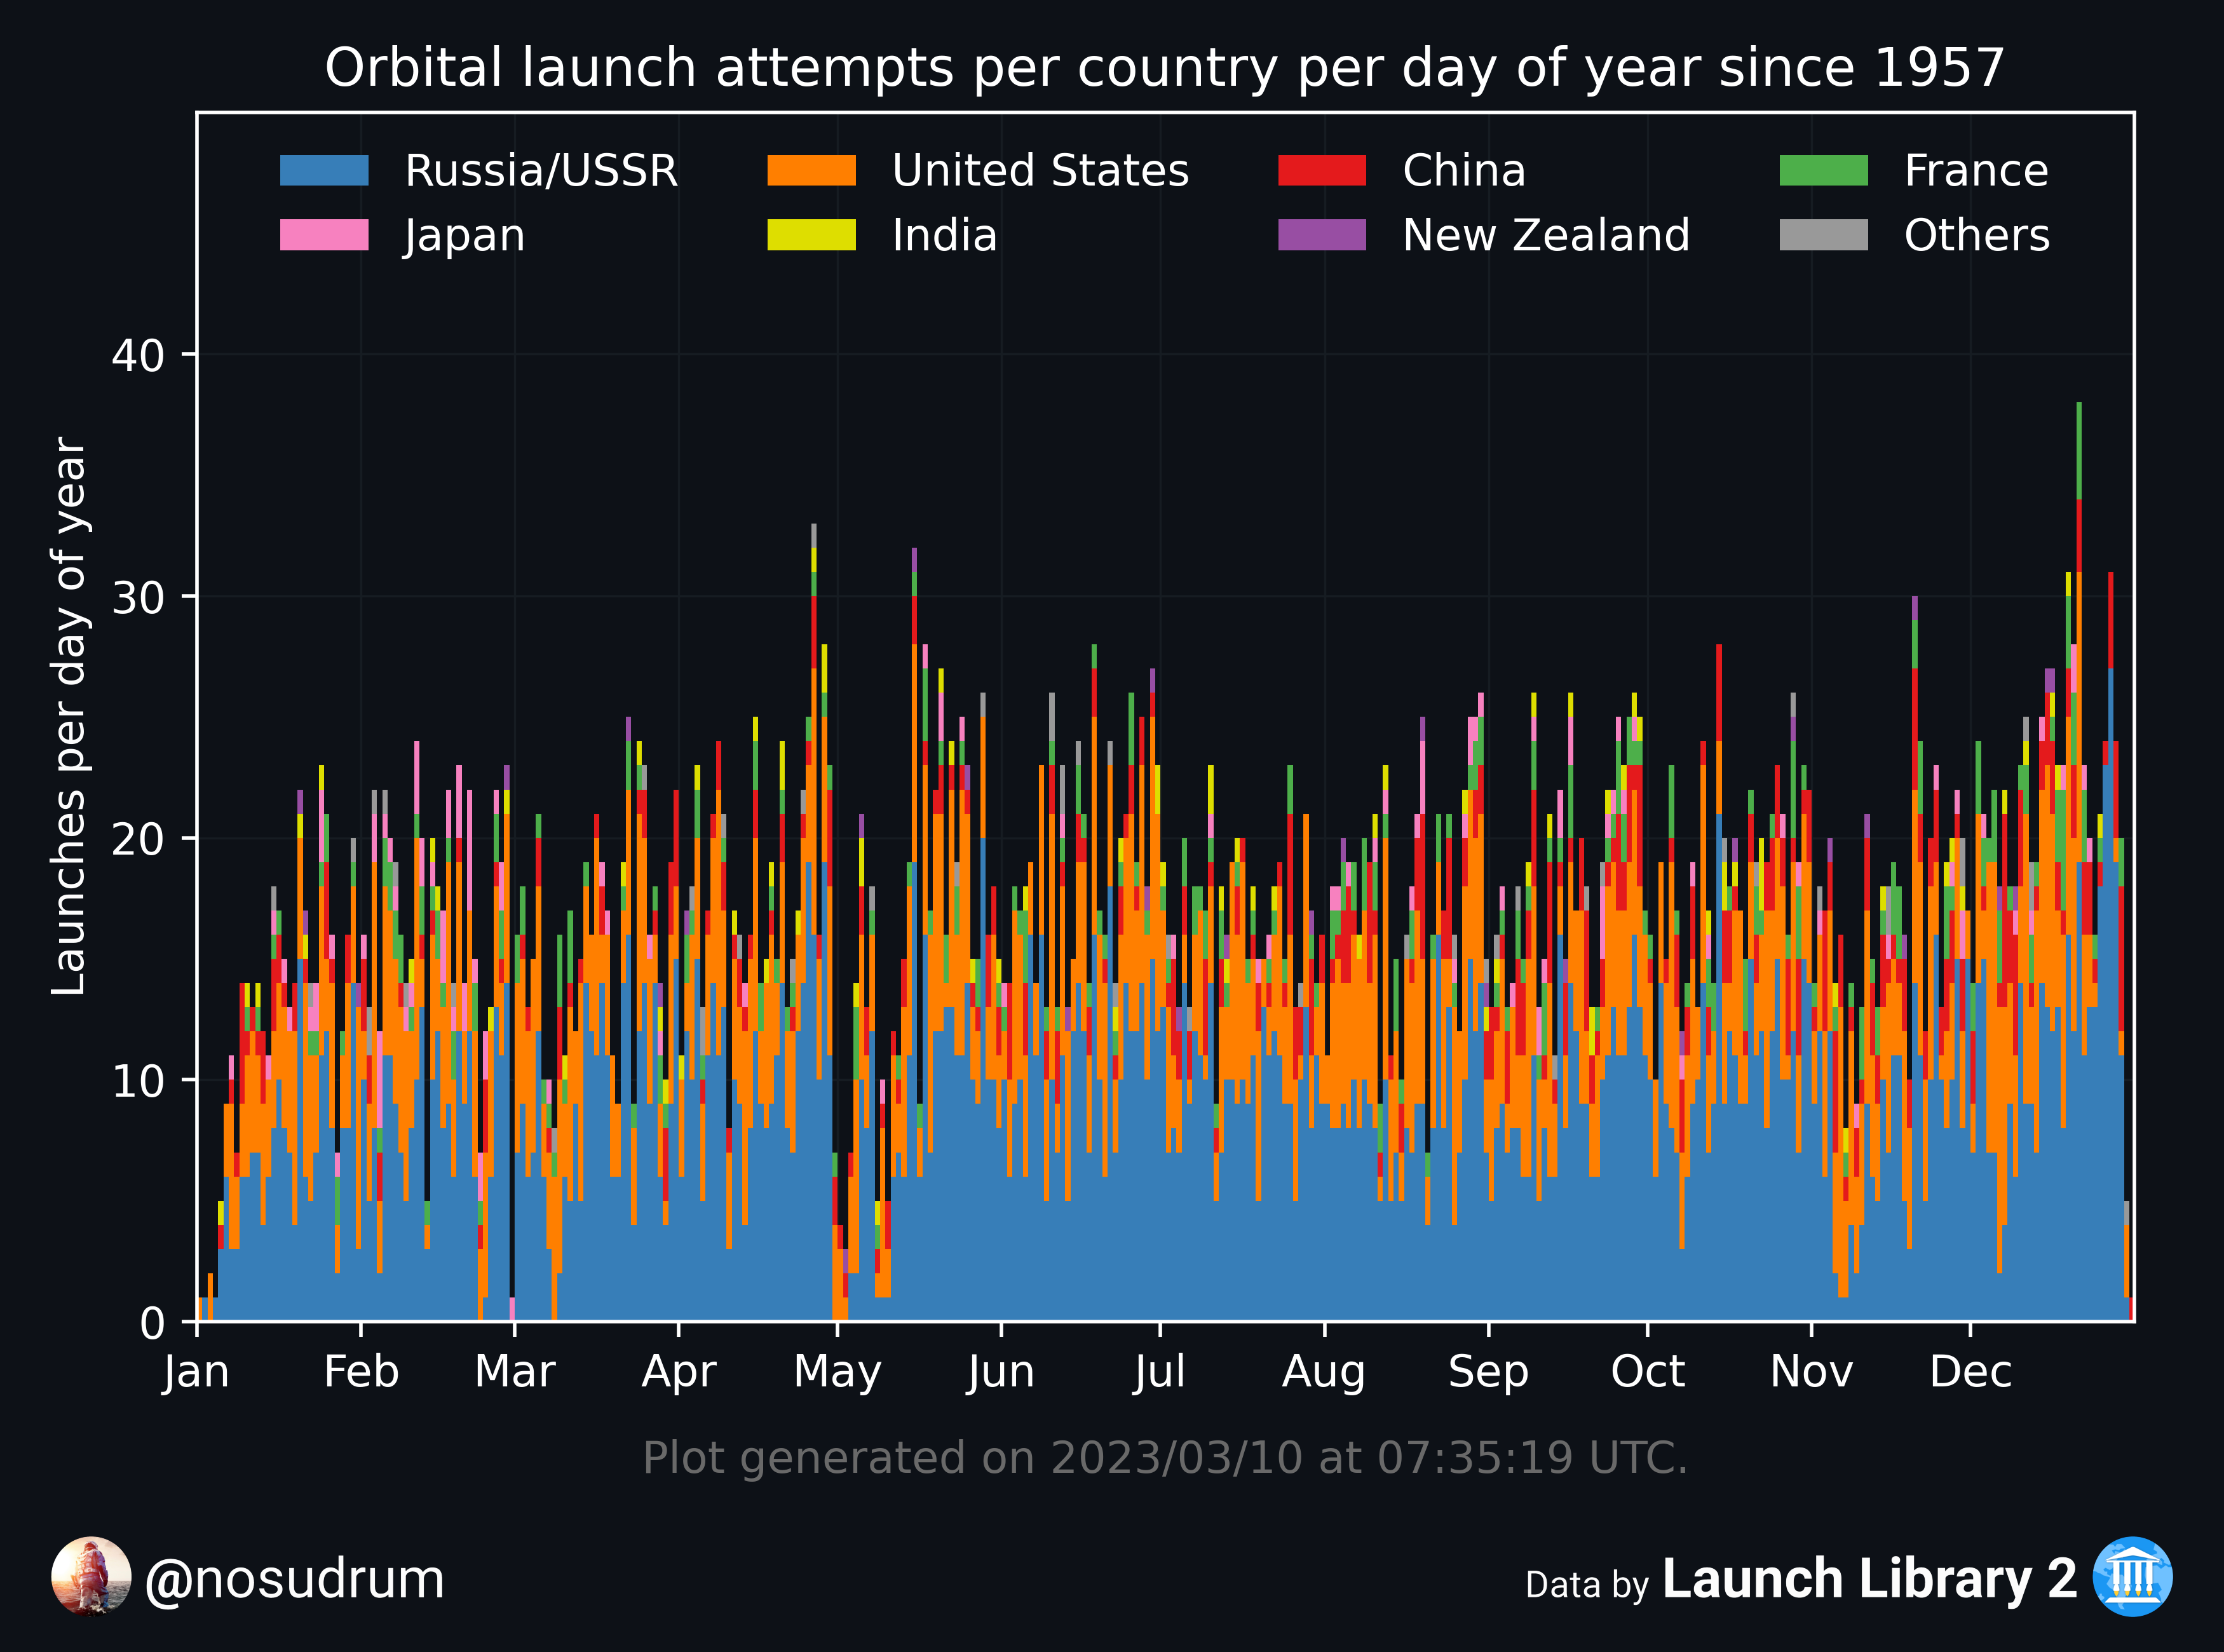 Orbital launch attempts per country per day of year since 1957
Russia/USSR United States China France
Japan India New Zealand Others
Launches per day of year
40
30
20
10
0
Jan Feb Mar Apr May Jun Jul Aug Sep Oct Nov Dec
Plot generated on 2023/03/10 at 07:35:19 UTC.
@nosudrum
Data by Launch Library 2